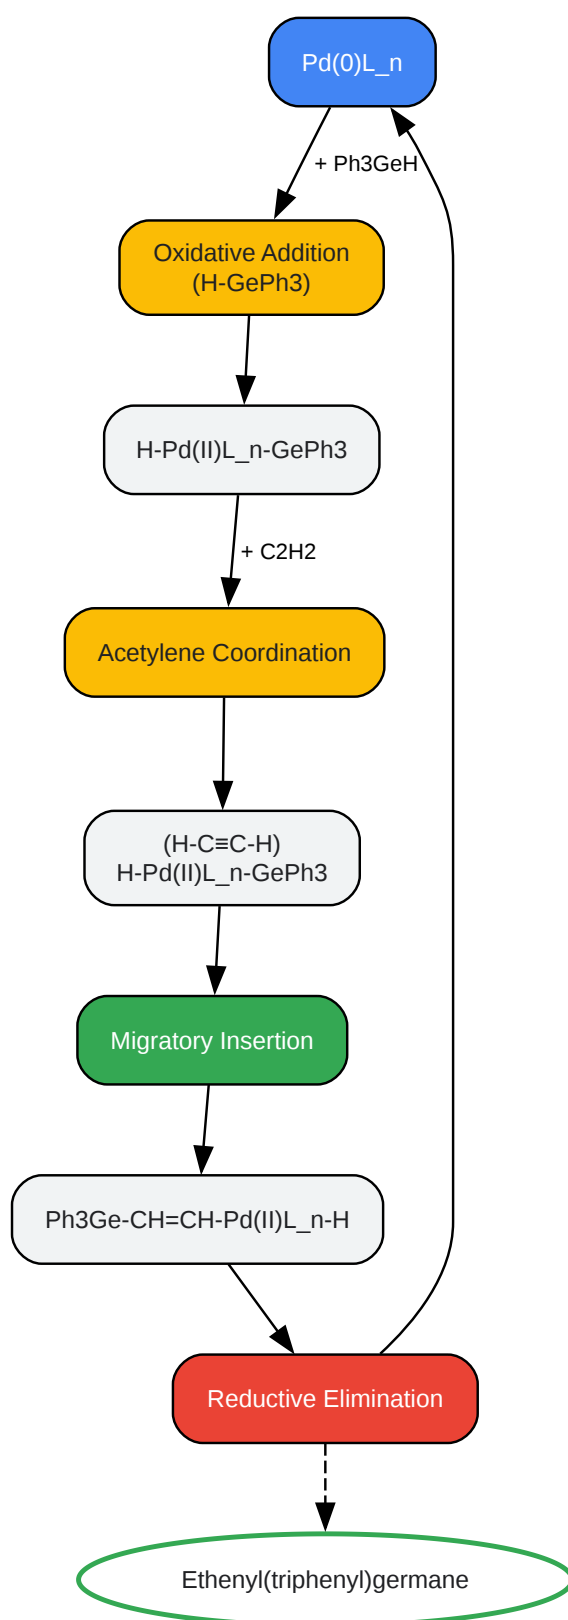 Pd(0)L_n
+ Ph3GeH
Oxidative Addition
(H-GePh3)
H-Pd(II)L_n-GePh3
+ C2H2
Acetylene Coordination
(H-C≡C-H)
H-Pd(II)L_n-GePh3
Migratory Insertion
Ph3Ge-CH=CH-Pd(II)L_n-H
Reductive Elimination
Ethenyl(triphenyl)germane